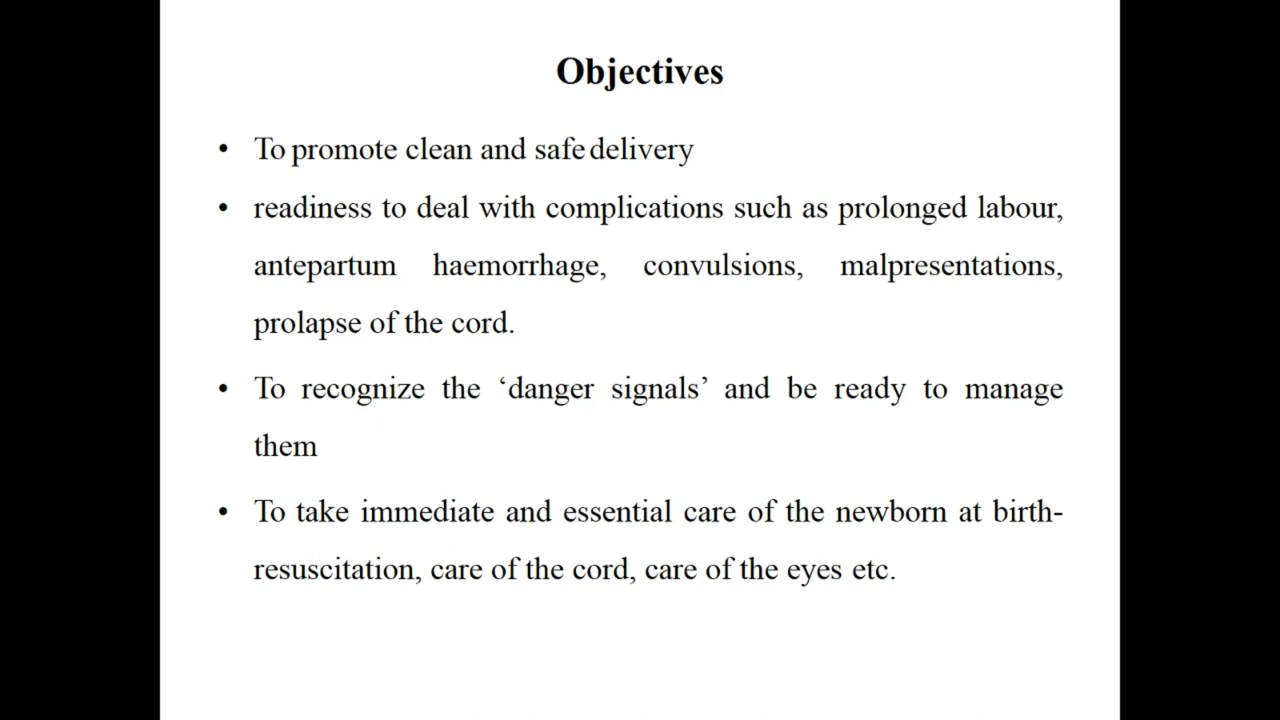 Objectives
• To promote clean and safe delivery
• readiness to deal with complications such as prolonged labour,
antepartum haemorrhage, convulsions, malpresentations,
prolapse of the cord.
• To recognize the ‘danger signals’ and be ready to manage
them
• To take immediate and essential care of the newborn at birth-
resuscitation, care of the cord, care of the eyes etc.